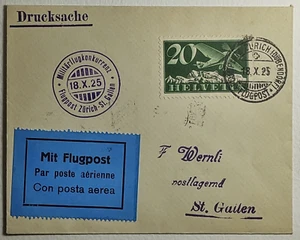 Drucksache
Militärflugkonkurrenz
18.X.25
Flugpost Zürich-St. Gallen
20
HELVETIA
ZÜRICH
18.X.25
FLUGPOST
Mit Flugpost
Par poste aérienne
Con posta aerea
F Wernli
postlagernd
St. Gallen